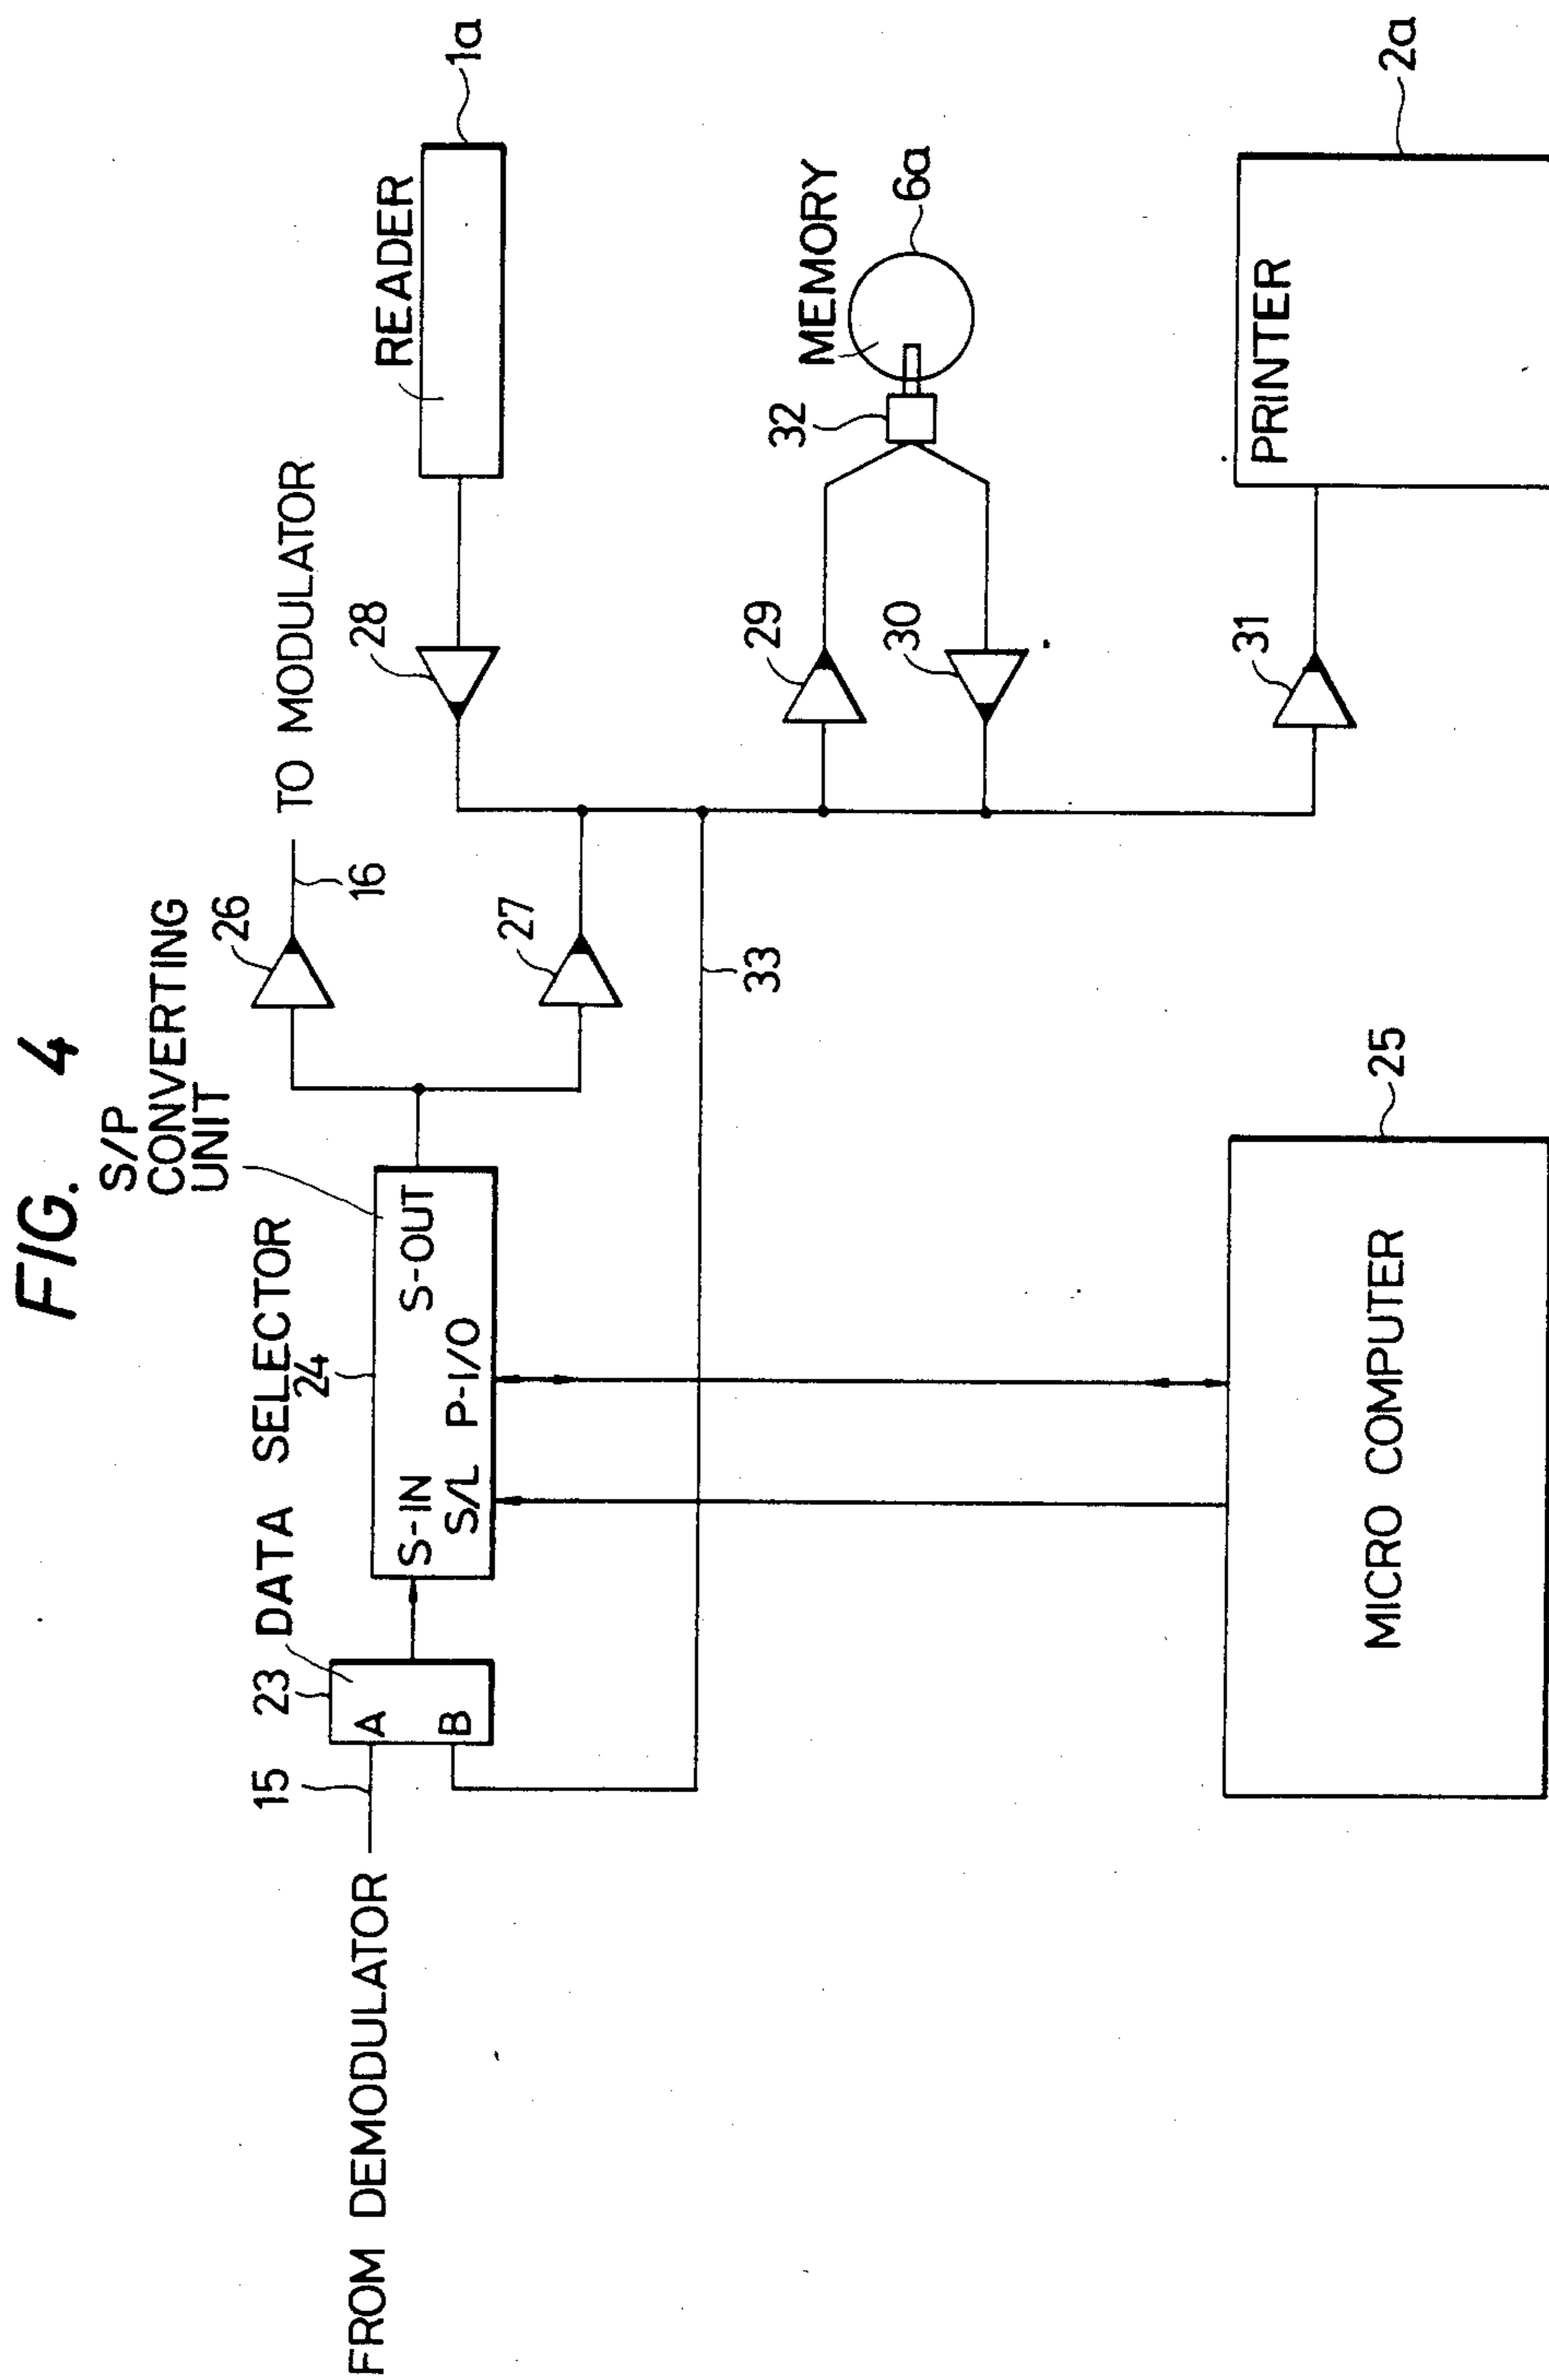 FIG. 4
S/P
CONVERTING
UNIT
26
TO MODULATOR
16
15
23
DATA SELECTOR
24
28
READER
1a
FROM DEMODULATOR
A
B
S-IN
S-OUT
S/L
P-I/O
27
33
29
32
MEMORY
6a
30
25
MICRO COMPUTER
31
PRINTER
2a